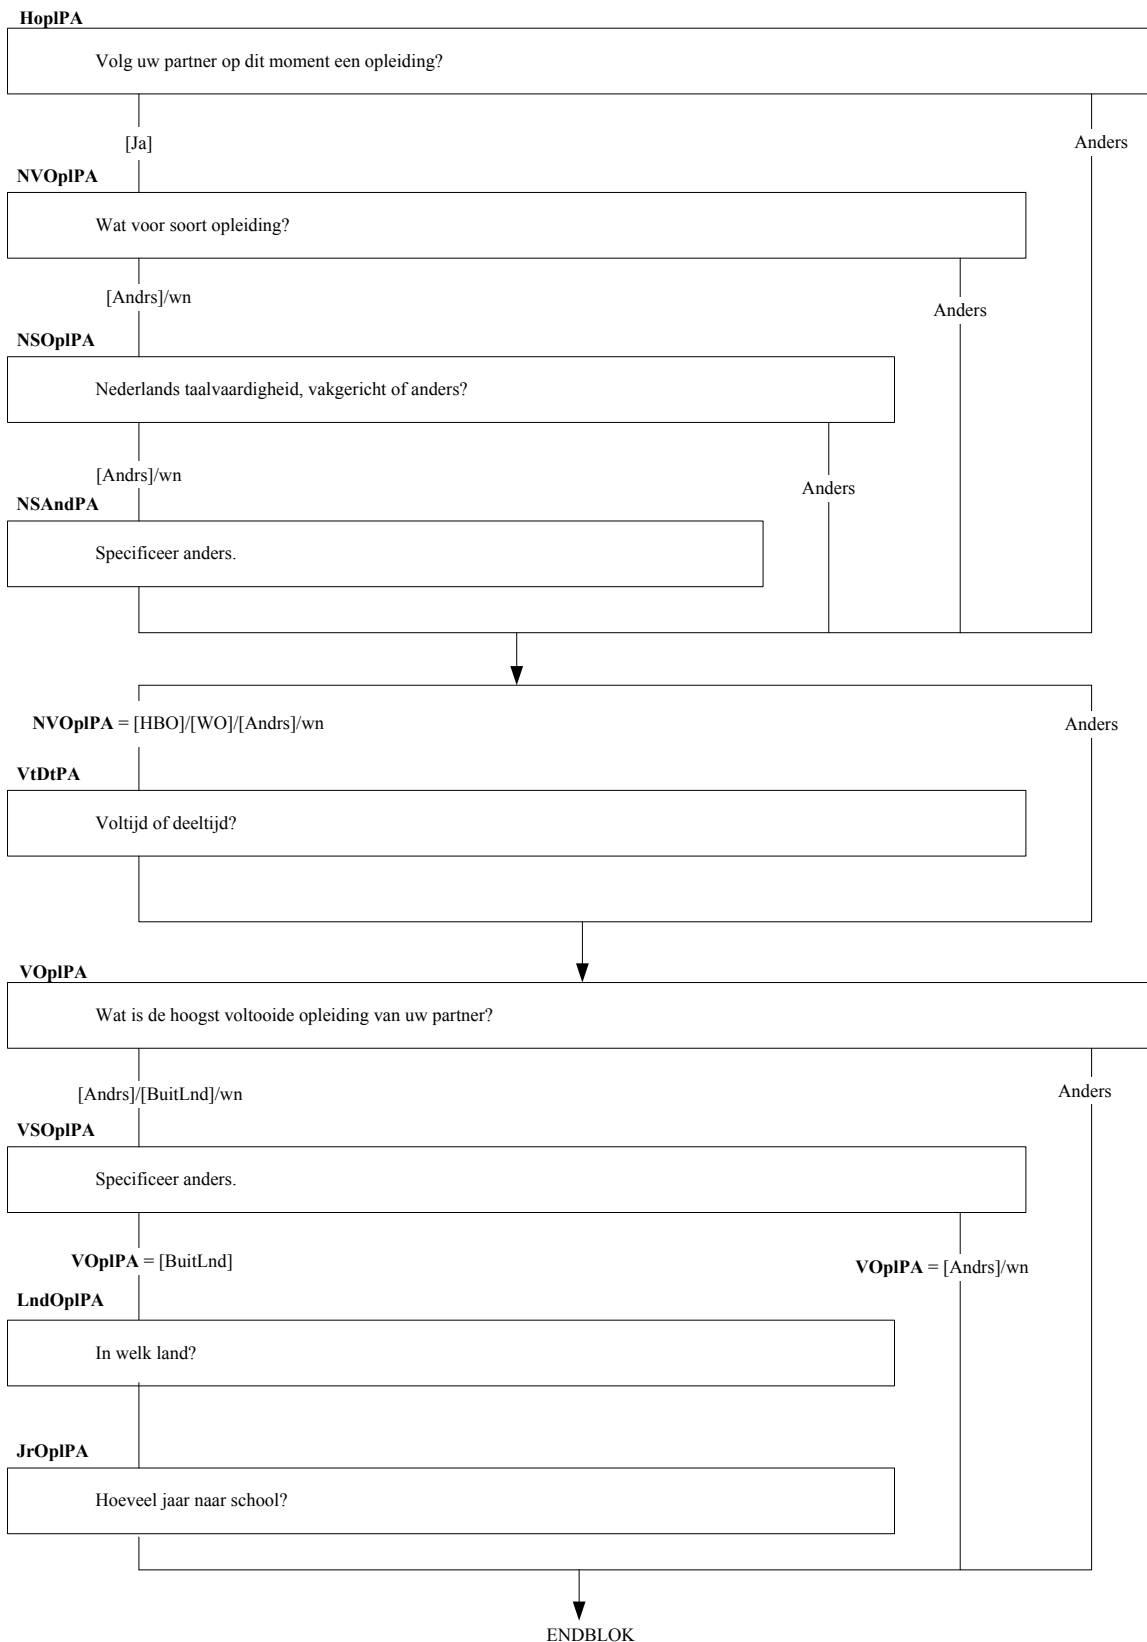 HoplPA
Volg uw partner op dit moment een opleiding?
[Ja]
Anders
NVOplPA
Wat voor soort opleiding?
[Andrs]/wn
Anders
NSOplPA
Nederlands taalvaardigheid, vakgericht of anders?
[Andrs]/wn
Anders
NSAndPA
Specificeer anders.
NVOplPA = [HBO]/[WO]/[Andrs]/wn
Anders
VtDtPA
Voltijd of deeltijd?
VOplPA
Wat is de hoogst voltooide opleiding van uw partner?
[Andrs]/[BuitLnd]/wn
Anders
VSOplPA
Specificeer anders.
VOplPA = [BuitLnd]
VOplPA = [Andrs]/wn
LndOplPA
In welk land?
JrOplPA
Hoeveel jaar naar school?
ENDBLOK